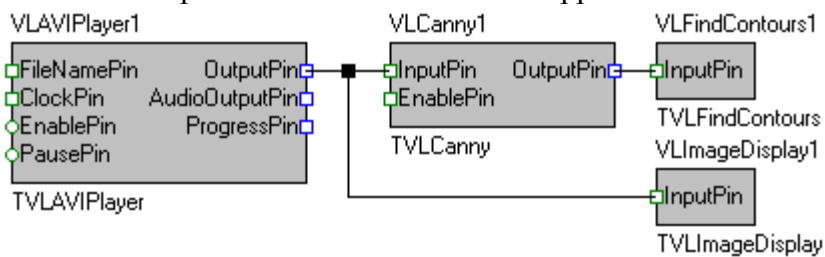 VLAVIPlayer1
FileNamePin OutputPin
ClockPin AudioOutputPin
EnablePin ProgressPin
PausePin
TVLAVIPlayer
VLCanny1
InputPin OutputPin
EnablePin
TVLCanny
VLFindContours1
InputPin
TVLFindContours
VLImageDisplay1
InputPin
TVLImageDisplay